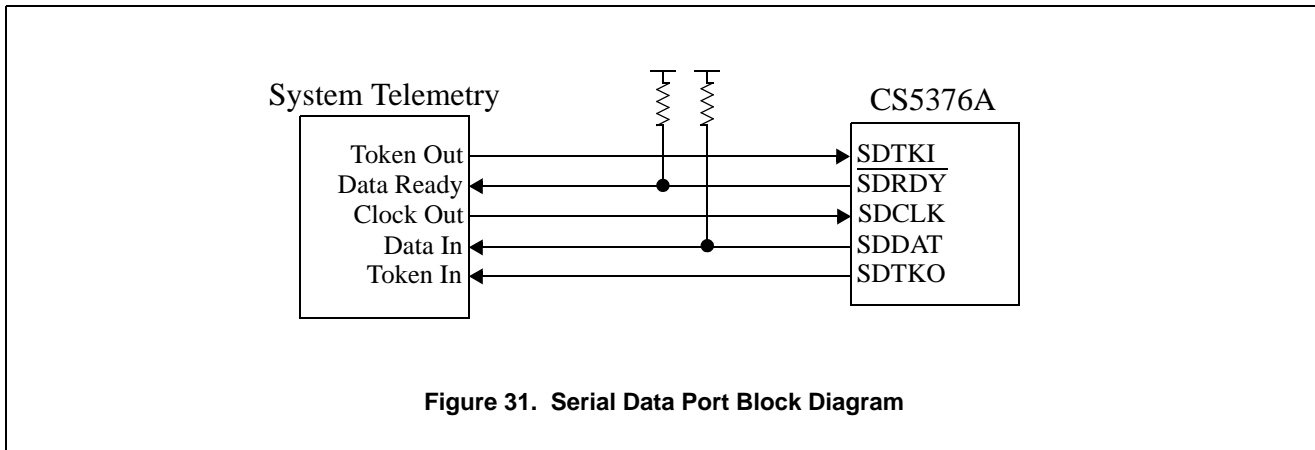 System Telemetry
CS5376A
Token Out
SDTKI
Data Ready
SDRDY
Clock Out
SDCLK
Data In
SDDAT
Token In
SDTKO
Figure 31. Serial Data Port Block Diagram